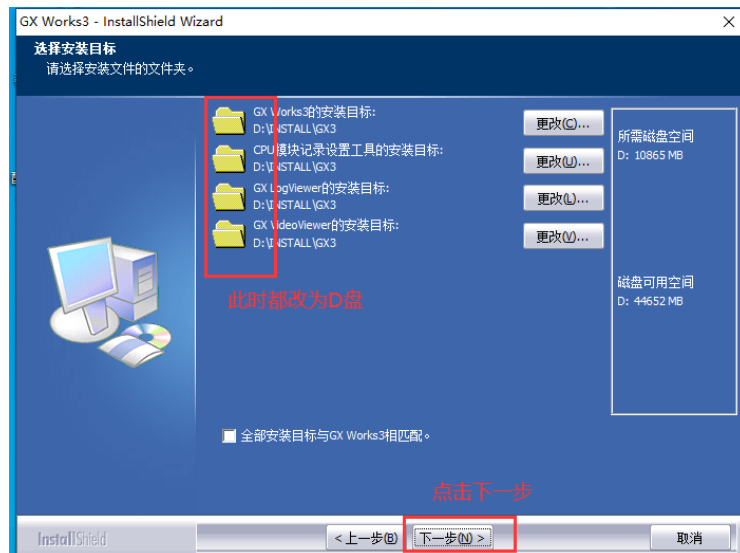 GX Works3 - InstallShield Wizard
选择安装目标
请选择安装文件的文件夹。
GX Works3的安装目标:
D:\INSTALL\GX3
更改(C)...
CPU模块记录设置工具的安装目标:
D:\INSTALL\GX3
更改(U)...
GX LogViewer的安装目标:
D:\INSTALL\GX3
更改(L)...
GX VideoViewer的安装目标:
D:\INSTALL\GX3
更改(V)...
所需磁盘空间
D: 10865 MB
磁盘可用空间
D: 44652 MB
此时都改为D盘
全部安装目标与GX Works3相匹配。
点击下一步
InstallShield
< 上一步(B)
下一步(N) >
取消